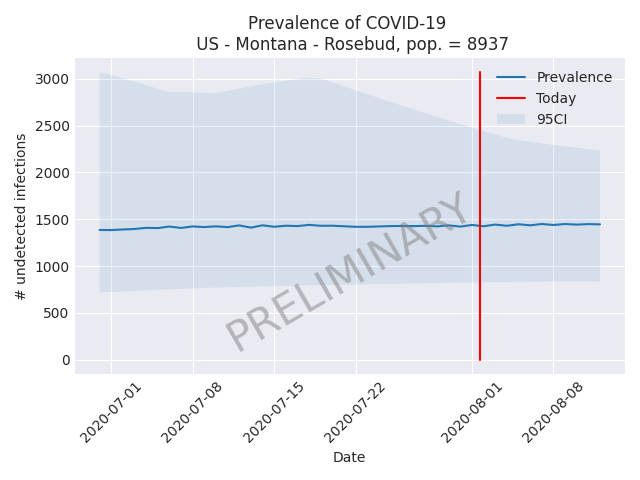 Prevalence of COVID-19
US - Montana - Rosebud, pop. = 8937
# undetected infections
3000
2500
2000
1500
1000
500
0
Prevalence
Today
95CI
PRELIMINARY
2020-07-01
2020-07-08
2020-07-15
2020-07-22
2020-08-01
2020-08-08
Date